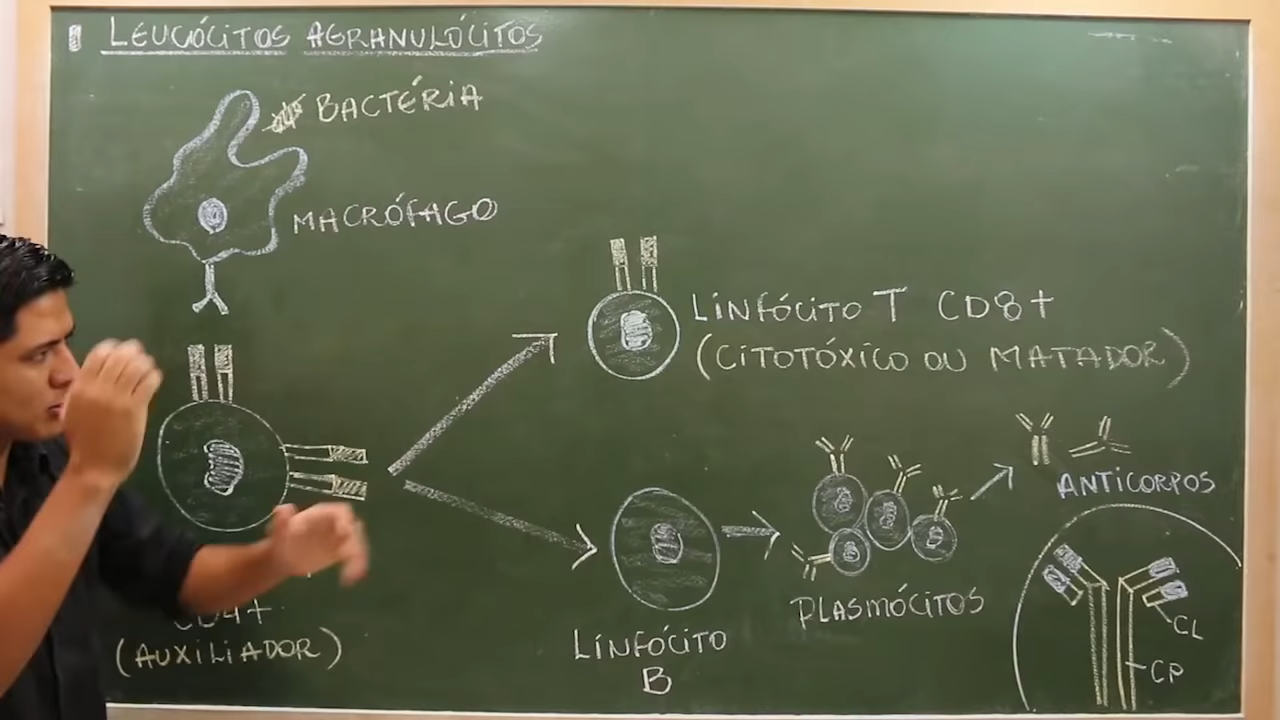 LEUCÓCITOS AGRANULÓCITOS
BACTÉRIA
MACRÓFAGO
LINFÓCITO T CD8+
(CITOTÓXICO OU MATADOR)
ANTICORPOS
PLASMÓCITOS
CD4+
(AUXILIADOR)
LINFÓCITO
B
CL
CP